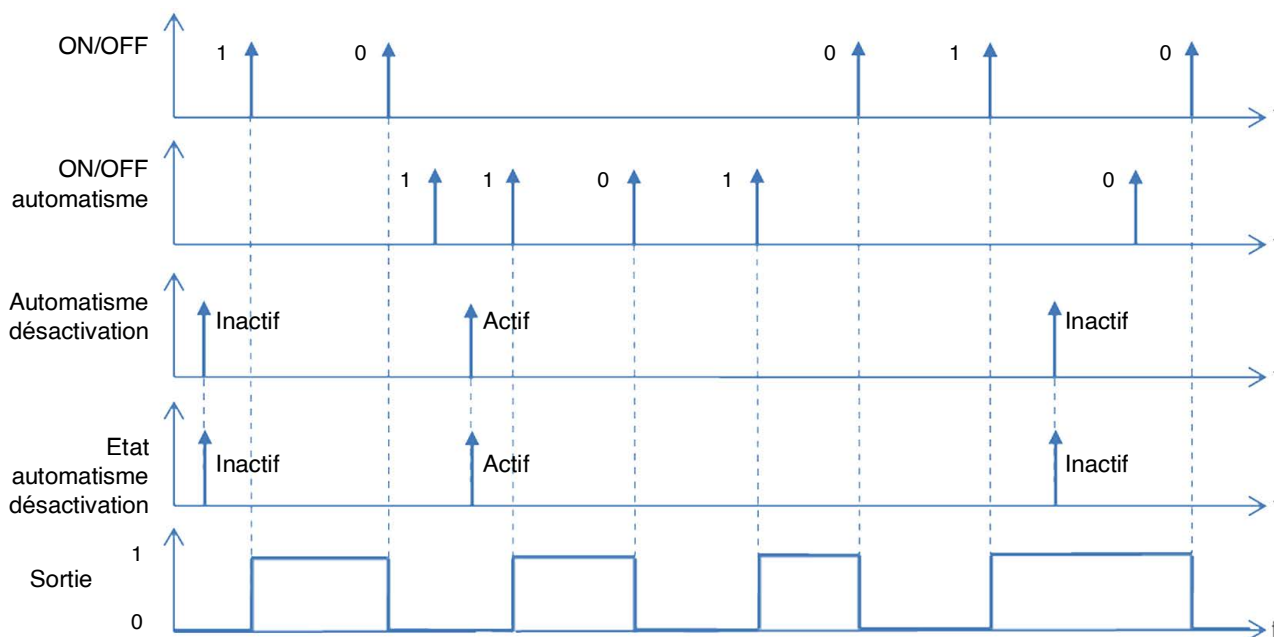 ON/OFF
1 0 0 1 0
ON/OFF
automatisme
1 1 0 1 0
Automatisme
désactivation
Inactif Actif Inactif
Etat
automatisme
désactivation
Inactif Actif Inactif
1
Sortie
0
t